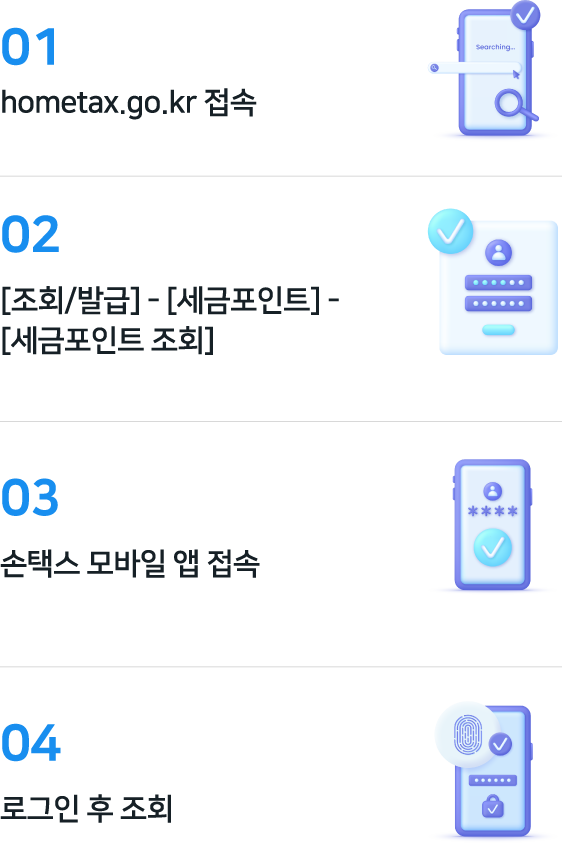 01
hometax.go.kr 접속
Searching...
02
[조회/발급] - [세금포인트] -
[세금포인트 조회]
03
손택스 모바일 앱 접속
****
04
로그인 후 조회